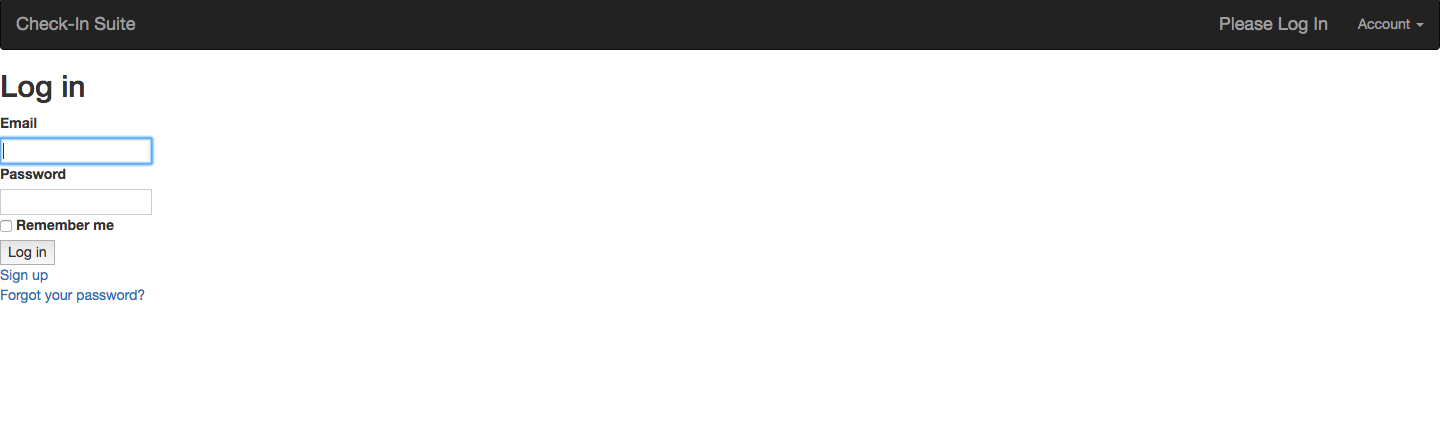 Check-In Suite Please Log In Account
Log in
Email
Password
Remember me
Log in
Sign up
Forgot your password?